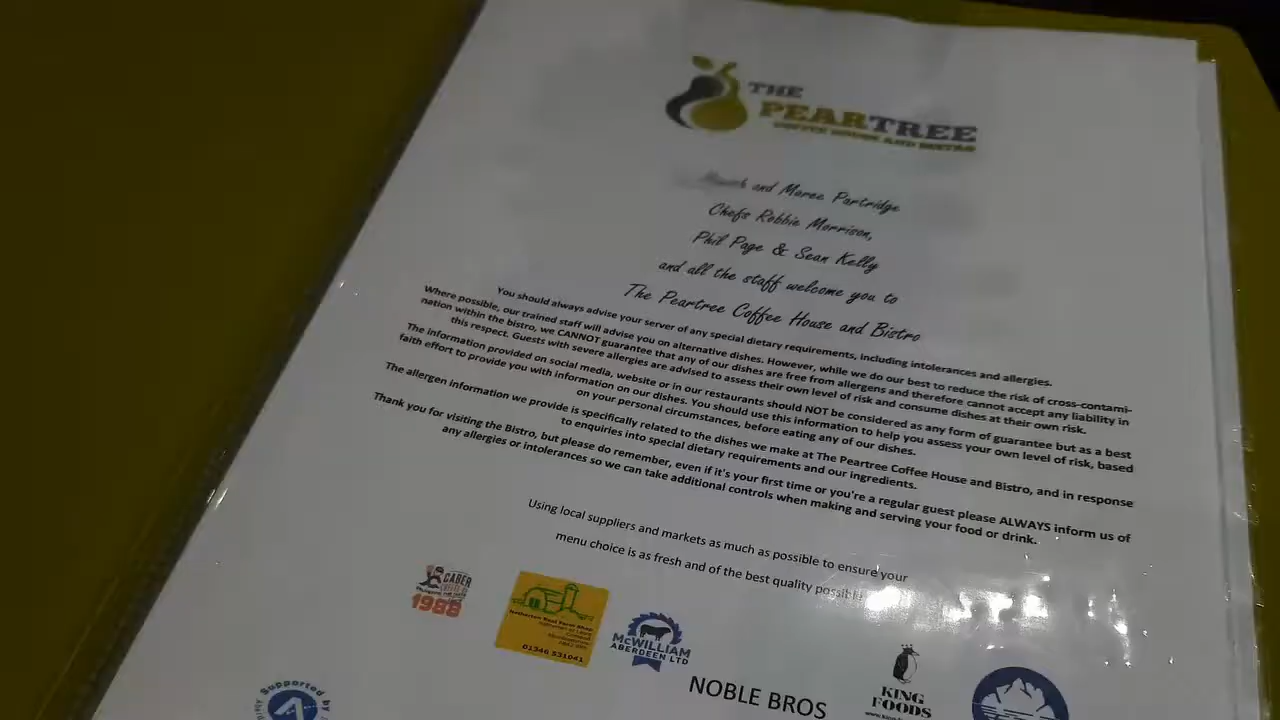 THE
PEARTREE
COFFEE HOUSE AND BISTRO
and Maree Partridge
Chefs Robbie Morrison,
Phil Page & Sean Kelly
and all the staff welcome you to
The Peartree Coffee House and Bistro
You should always advise your server of any special dietary requirements, including intolerances and allergies.
Where possible, our trained staff will advise you on alternative dishes. However, while we do our best to reduce the risk of cross-contami-
nation within the bistro, we CANNOT guarantee that any of our dishes are free from allergens and therefore cannot accept any liability in
this respect. Guests with severe allergies are advised to assess their own level of risk and consume dishes at their own risk.
The information provided on social media, website or in our restaurants should NOT be considered as any form of guarantee but as a best
faith effort to provide you with information on our dishes. You should use this information to help you assess your own level of risk, based
on your personal circumstances, before eating any of our dishes.
The allergen information we provide is specifically related to the dishes we make at The Peartree Coffee House and Bistro, and in response
to enquiries into special dietary requirements and our ingredients.
Thank you for visiting the Bistro, but please do remember, even if it's your first time or you're a regular guest please ALWAYS inform us of
any allergies or intolerances so we can take additional controls when making and serving your food or drink.
Using local suppliers and markets as much as possible to ensure your
menu choice is as fresh and of the best quality possible
CABER
1988
01346 531041
McWILLIAM
ABERDEEN LTD
NOBLE BROS
KING
FOODS
Supported by